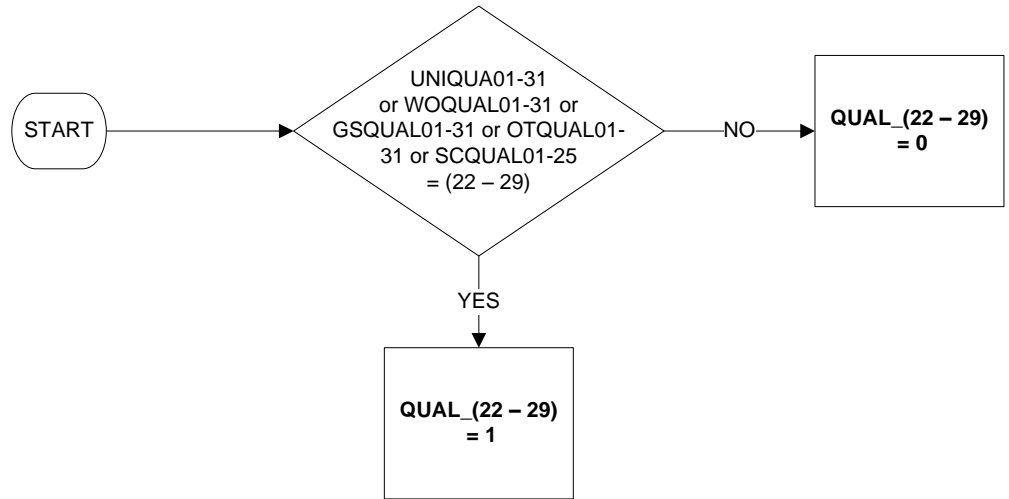 START
UNIQUA01-31
or WOQUAL01-31 or
GSQUAL01-31 or OTQUAL01-
31 or SCQUAL01-25
= (22 – 29)
NO
QUAL_(22 – 29)
= 0
YES
QUAL_(22 – 29)
= 1